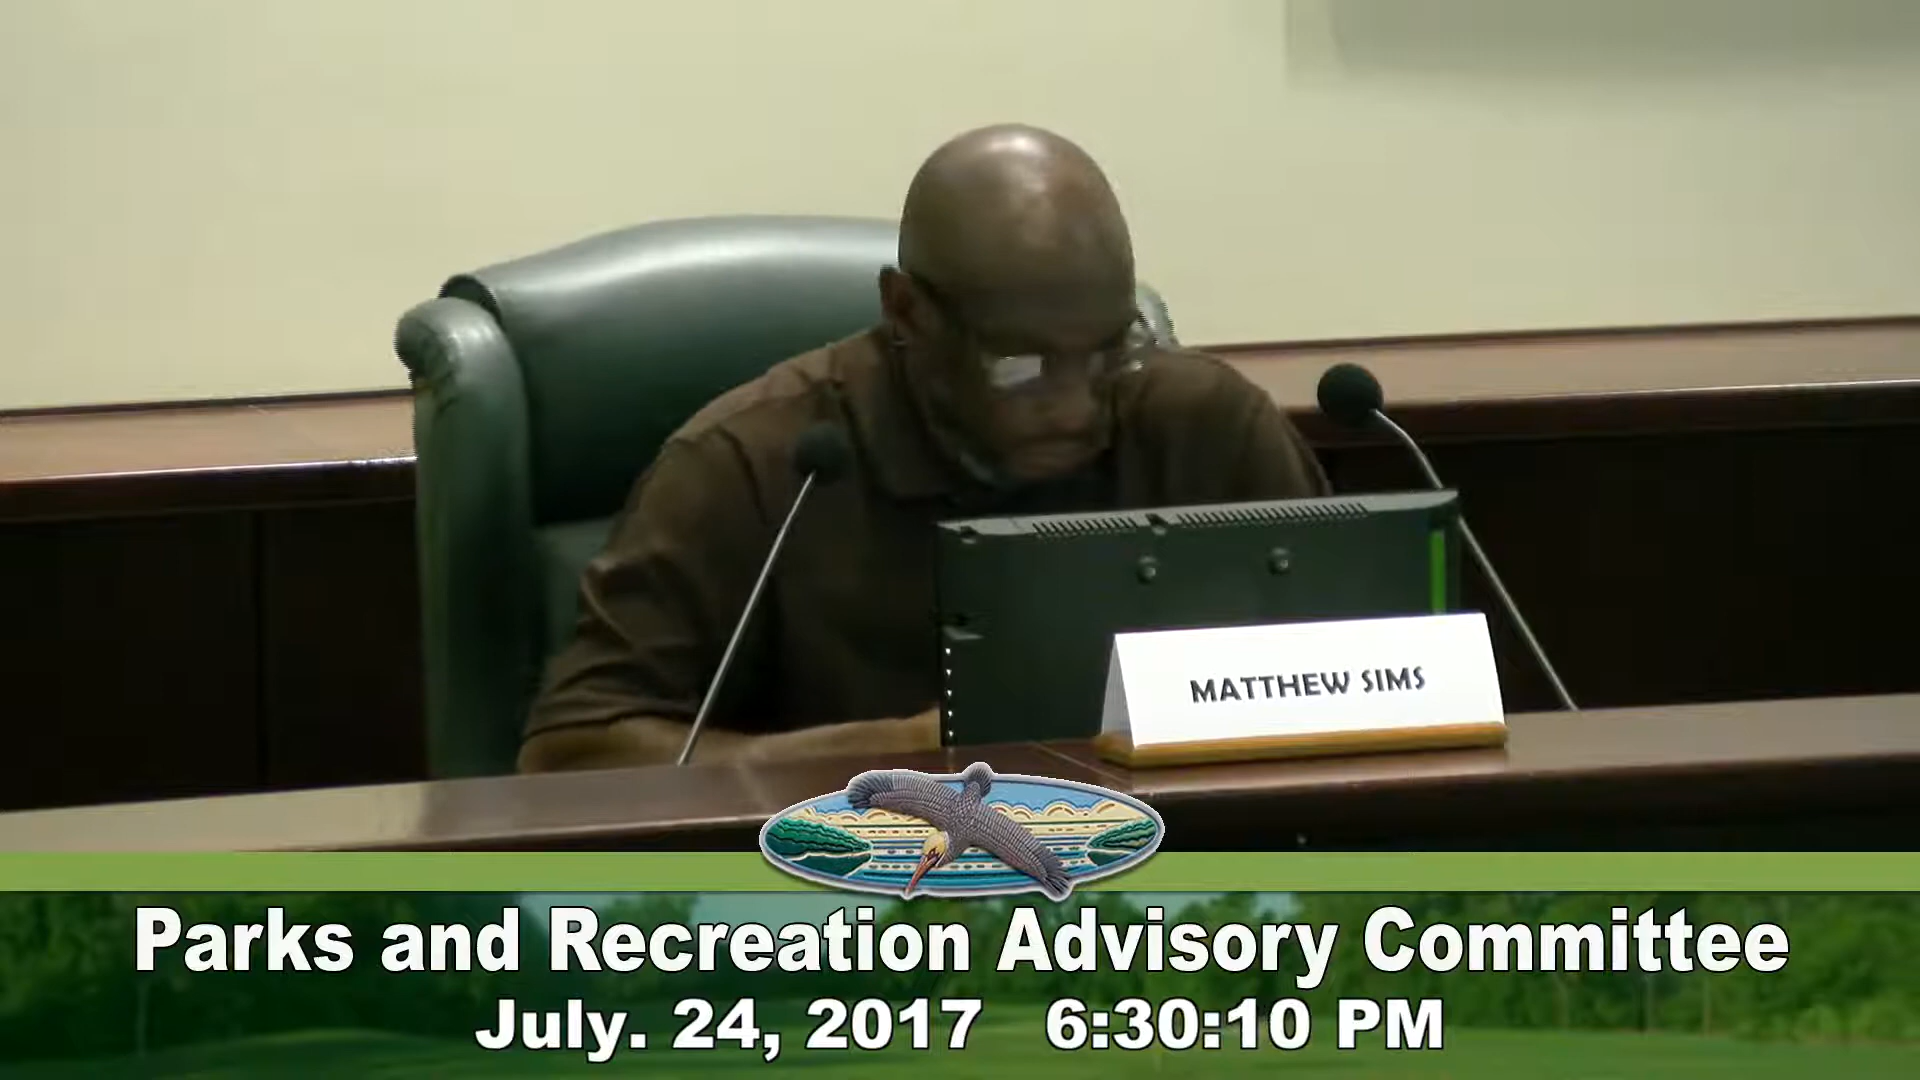 MATTHEW SIMS
Parks and Recreation Advisory Committee
July. 24, 2017 6:30:10 PM